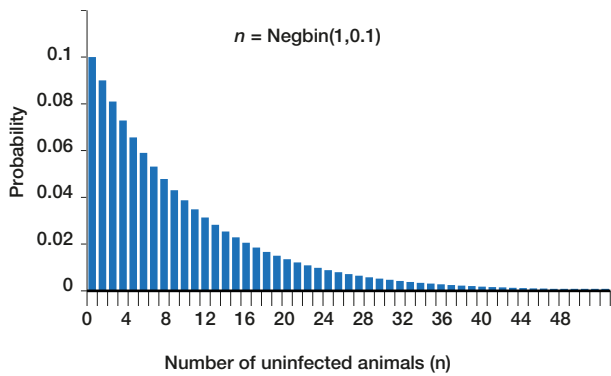 n = Negbin(1,0.1)
Probability
0.1
0.08
0.06
0.04
0.02
0
0 4 8 12 16 20 24 28 32 36 40 44 48
Number of uninfected animals (n)